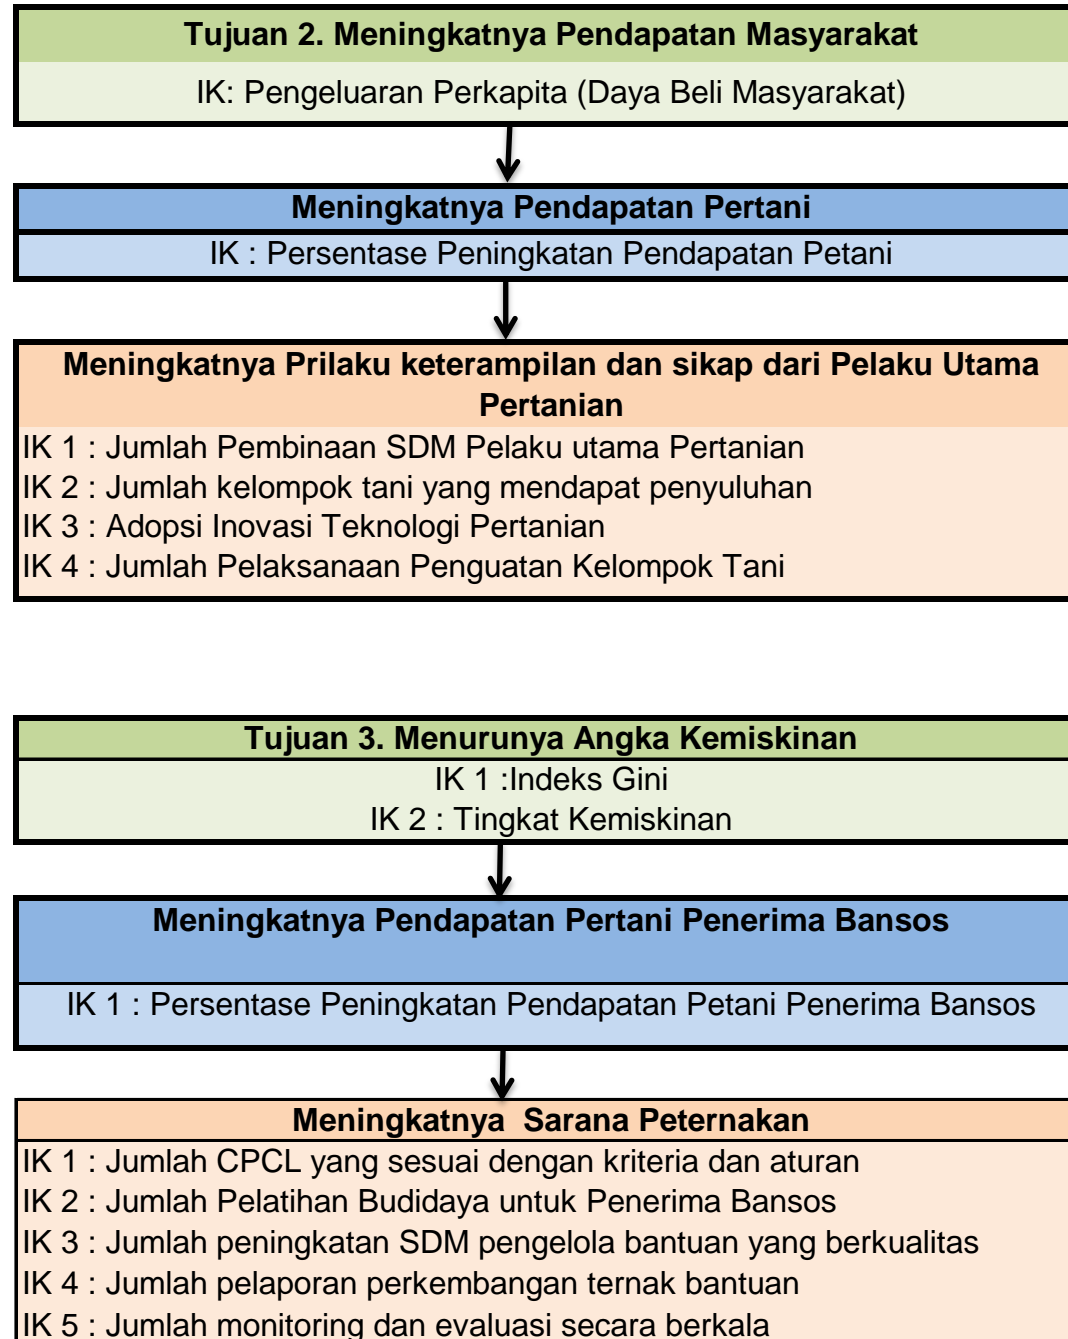 Tujuan 2. Meningkatnya Pendapatan Masyarakat
IK: Pengeluaran Perkapita (Daya Beli Masyarakat)
Meningkatnya Pendapatan Pertani
IK : Persentase Peningkatan Pendapatan Petani
Meningkatnya Prilaku keterampilan dan sikap dari Pelaku Utama
Pertanian
IK 1 : Jumlah Pembinaan SDM Pelaku utama Pertanian
IK 2 : Jumlah kelompok tani yang mendapat penyuluhan
IK 3 : Adopsi Inovasi Teknologi Pertanian
IK 4 : Jumlah Pelaksanaan Penguatan Kelompok Tani
Tujuan 3. Menurunya Angka Kemiskinan
IK 1 :Indeks Gini
IK 2 : Tingkat Kemiskinan
Meningkatnya Pendapatan Pertani Penerima Bansos
IK 1 : Persentase Peningkatan Pendapatan Petani Penerima Bansos
Meningkatnya  Sarana Peternakan
IK 1 : Jumlah CPCL yang sesuai dengan kriteria dan aturan
IK 2 : Jumlah Pelatihan Budidaya untuk Penerima Bansos
IK 3 : Jumlah peningkatan SDM pengelola bantuan yang berkualitas
IK 4 : Jumlah pelaporan perkembangan ternak bantuan
IK 5 : Jumlah monitoring dan evaluasi secara berkala